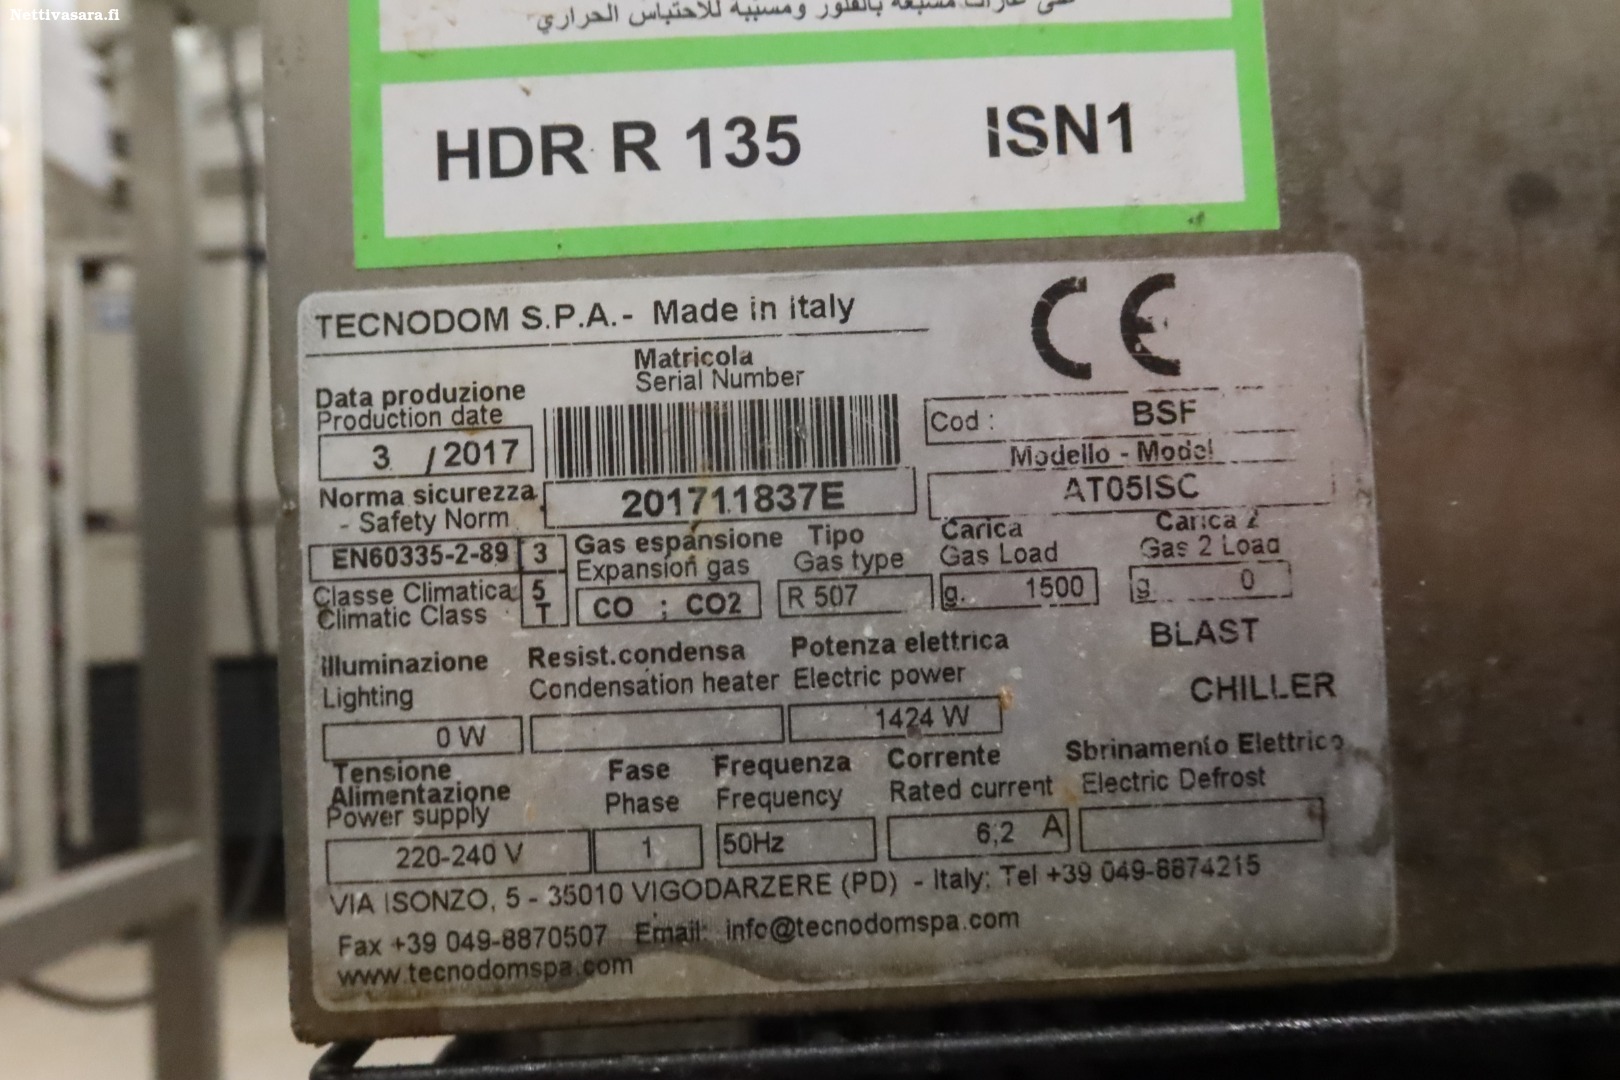 Nettivasara.fi
بالفلور ومسببة للاحتباس الحراري
HDR R 135 ISN1
TECNODOM S.P.A.- Made in Italy
CE
Matricola
Serial Number
Data produzione
Production date
3 / 2017
Cod : BSF
Modello - Model
201711837E
AT05ISC
Norma sicurezza
- Safety Norm
EN60335-2-89 3
Gas espansione
Expansion gas
Tipo
Gas type
Carica
Gas Load
Carica 2
Gas 2 Load
Classe Climatica
Climatic Class
5
T
CO ; CO2
R 507
g. 1500
g. 0
BLAST
CHILLER
Illuminazione
Lighting
Resist.condensa
Condensation heater
Potenza elettrica
Electric power
0 W
1424 W
Tensione
Alimentazione
Power supply
Fase
Phase
Frequenza
Frequency
Corrente
Rated current
Sbrinamento Elettrico
Electric Defrost
220-240 V
1
50Hz
6,2 A
VIA ISONZO, 5 - 35010 VIGODARZERE (PD) - Italy; Tel +39 049-8874215
Fax +39 049-8870507 Email: info@tecnodomspa.com
www.tecnodomspa.com